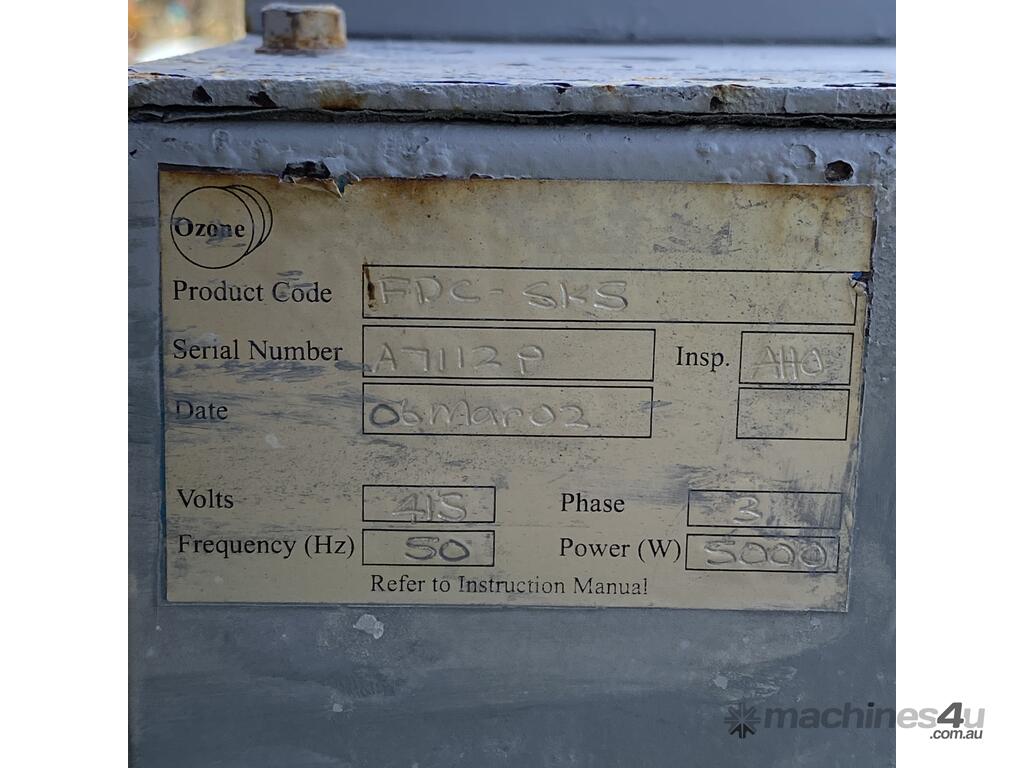 Ozone
Product Code FDC-SKS
Serial Number A7112P Insp. AHO
Date 06Mar02
Volts 415 Phase 3
Frequency (Hz) 50 Power (W) 5000
Refer to Instruction Manual
machines4u
.com.au